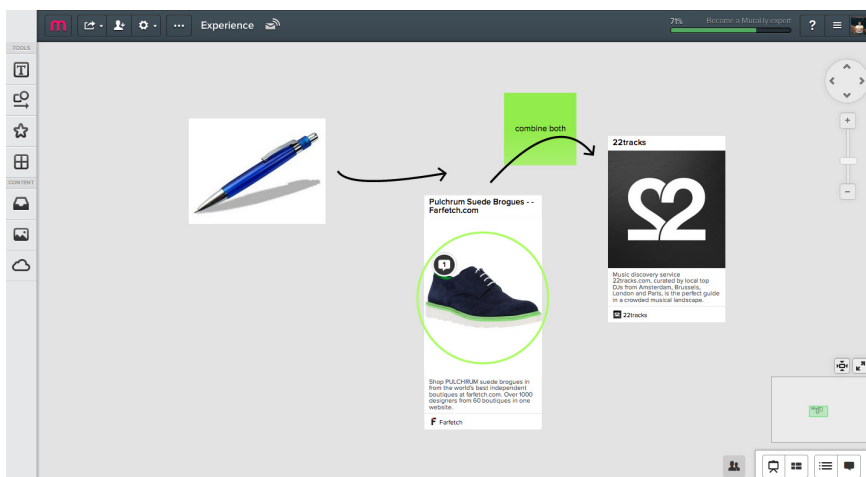 m
Experience
71%
Become a Mural.ly expert
?
TOOLS
T
CONTENT
combine both
22tracks
22
Music discovery service
22tracks.com, curated by local top
DJs from Amsterdam, Brussels,
London and Paris, is the perfect guide
in a crowded musical landscape.
22tracks
Pulchrum Suede Brogues - -
Farfetch.com
1
Shop PULCHRUM suede brogues in
from the world's best independent
boutiques at farfetch.com. Over 1000
designers from 60 boutiques in one
website.
F Farfetch